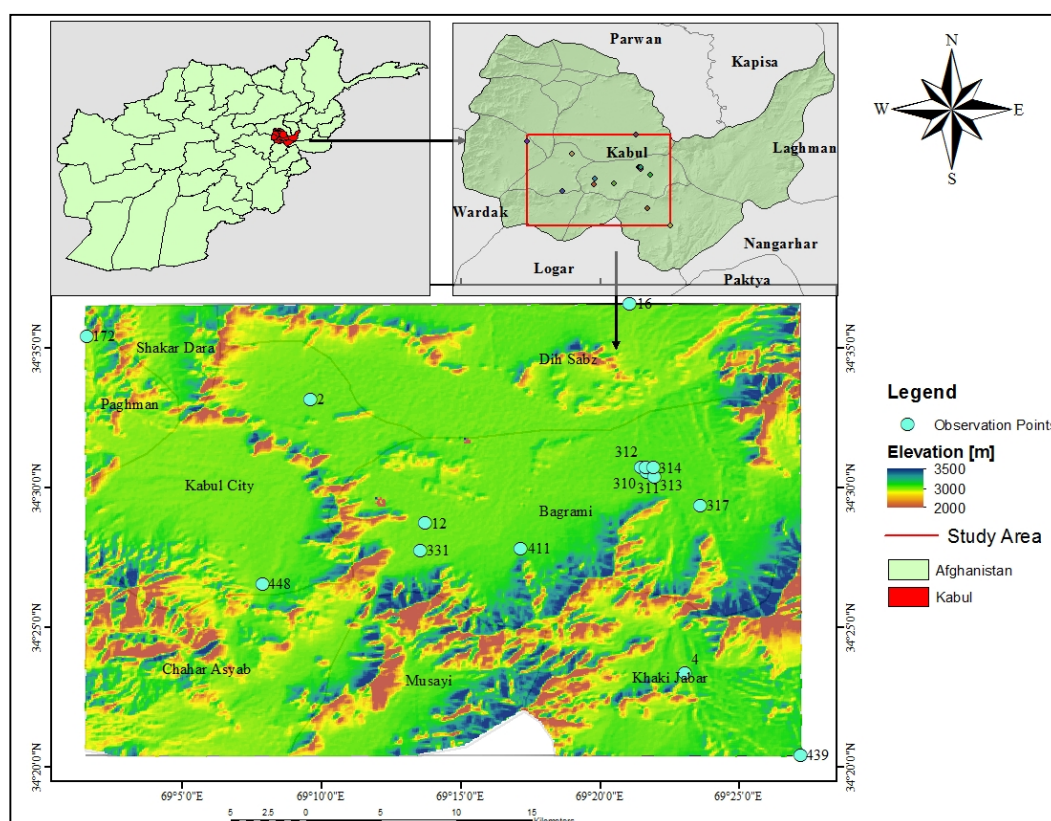 Parwan
Kapisa
Kabul
Laghman
Wardak
Logar
Nangarhar
Paktya
N
W
E
S
16
172
Shakar Dara
Dih Sabz
Paghman
2
312
314
310
311
313
Kabul City
317
Bagrami
12
331
411
448
4
Chahar Asyab
Musayi
Khaki Jabar
439
34°35'0"N
34°30'0"N
34°25'0"N
34°20'0"N
34°35'0"N
34°30'0"N
34°25'0"N
34°20'0"N
69°5'0"E
69°10'0"E
69°15'0"E
69°20'0"E
69°25'0"E
5 2.5 0 5 10 15
Kilometers
Legend
Observation Points
Elevation [m]
3500
3000
2000
Study Area
Afghanistan
Kabul